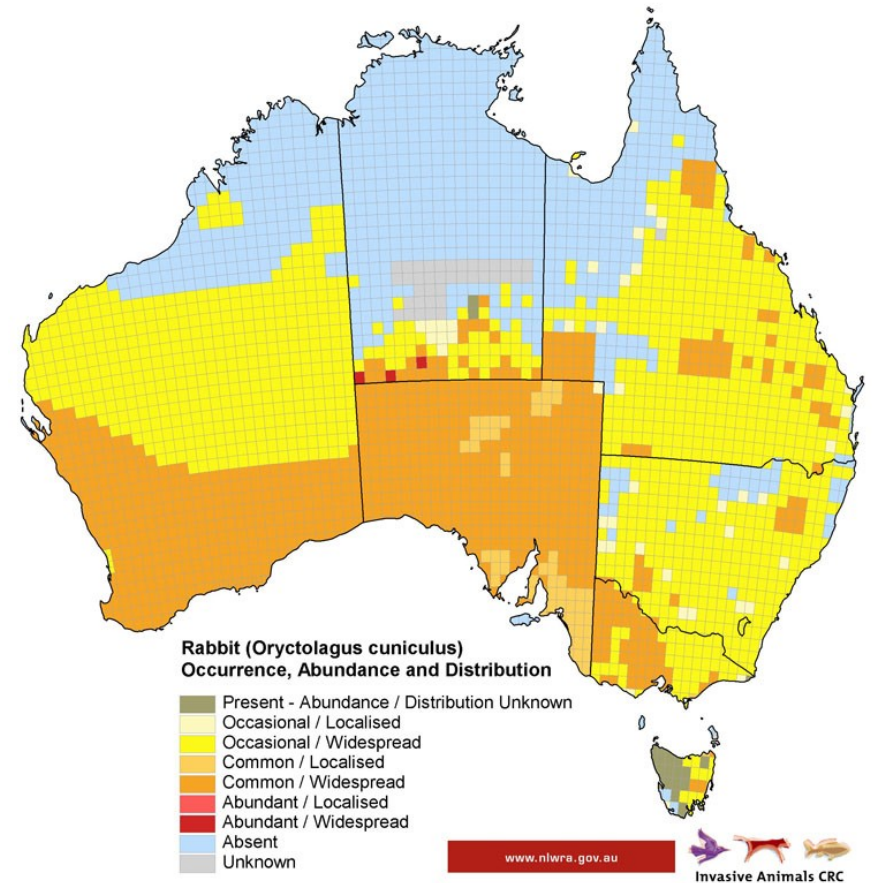 Rabbit (Oryctolagus cuniculus)
Occurrence, Abundance and Distribution
Present - Abundance / Distribution Unknown
Occasional / Localised
Occasional / Widespread
Common / Localised
Common / Widespread
Abundant / Localised
Abundant / Widespread
Absent
Unknown
www.nlwra.gov.au
Invasive Animals CRC